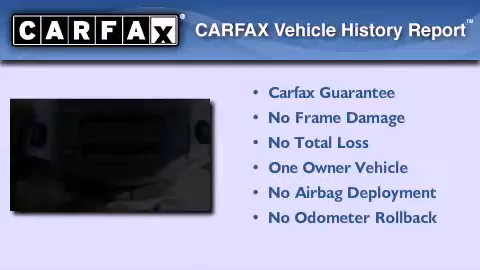 CARFAX® CARFAX Vehicle History Report™
• Carfax Guarantee
• No Frame Damage
• No Total Loss
• One Owner Vehicle
• No Airbag Deployment
• No Odometer Rollback